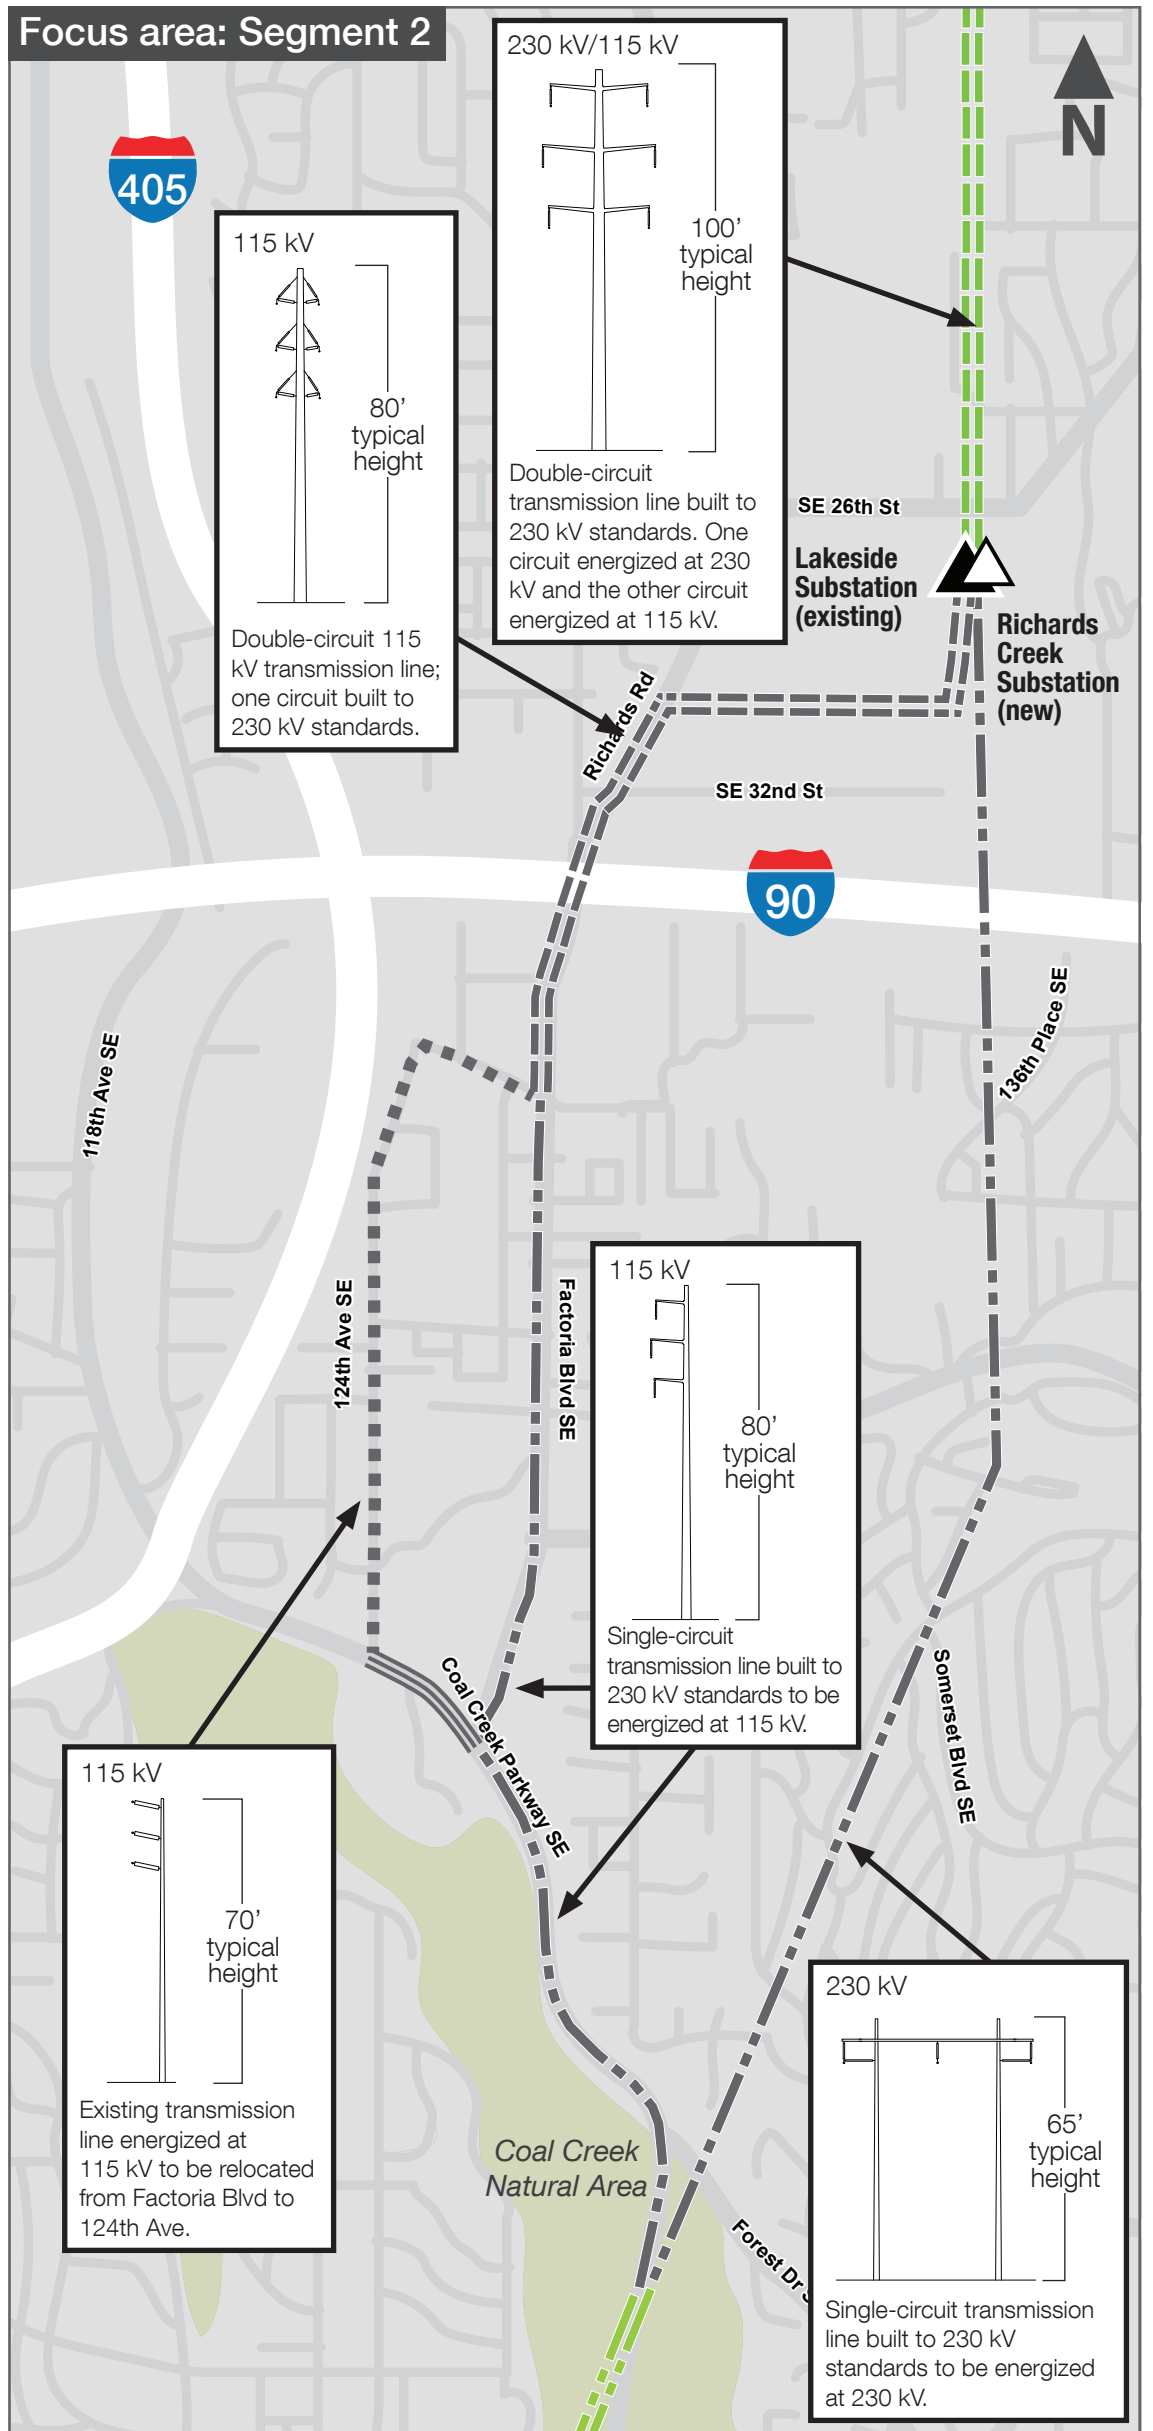 Focus area: Segment 2
230 kV/115 kV
100’
typical
height
Double-circuit
transmission line built to
230 kV standards. One
circuit energized at 230
kV and the other circuit
energized at 115 kV.
N
405
115 kV
80’
typical
height
Double-circuit 115
kV transmission line;
one circuit built to
230 kV standards.
SE 26th St
Lakeside
Substation
(existing)
Richards
Creek
Substation
(new)
Richards Rd
SE 32nd St
90
118th Ave SE
136th Place SE
124th Ave SE
Factoria Blvd SE
115 kV
80’
typical
height
Single-circuit
transmission line built to
230 kV standards to be
energized at 115 kV.
Coal Creek Parkway SE
Somerset Blvd SE
115 kV
70’
typical
height
Existing transmission
line energized at
115 kV to be relocated
from Factoria Blvd to
124th Ave.
230 kV
65’
typical
height
Single-circuit transmission
line built to 230 kV
standards to be energized
at 230 kV.
Coal Creek
Natural Area
Forest Dr